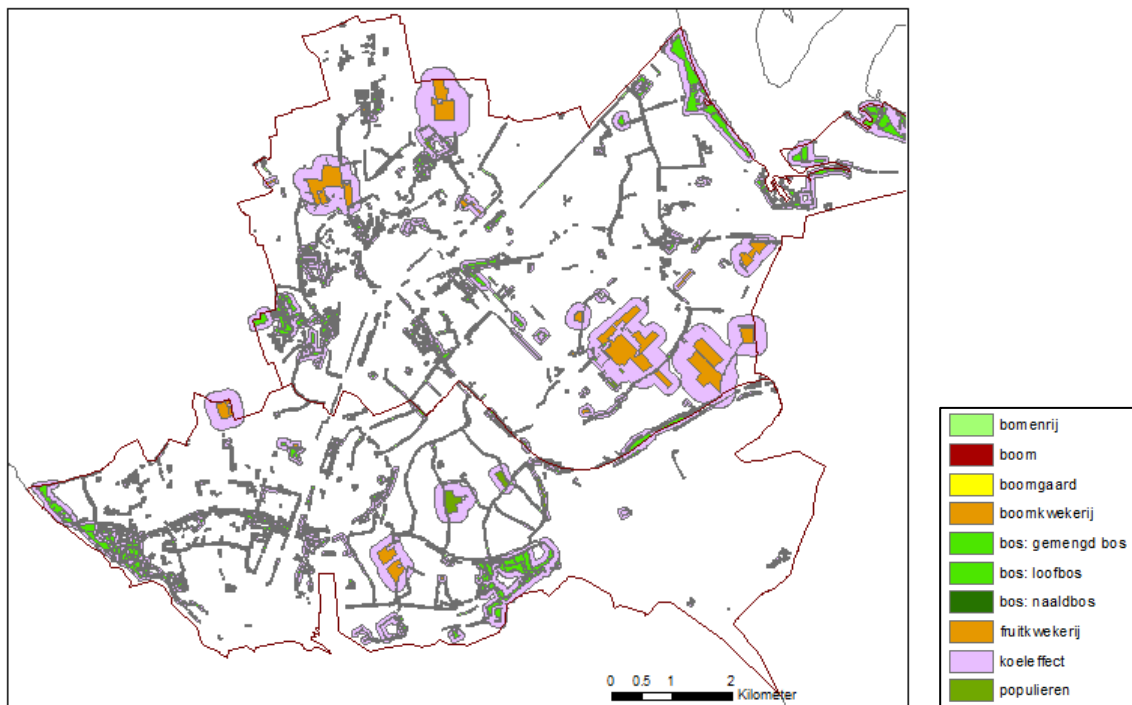 0 0.5 1 2
Kilometer
bomenrij
boom
boomgaard
boomkwekerij
bos: gemengd bos
bos: loofbos
bos: naaldbos
fruitkwekerij
koeleffect
populieren